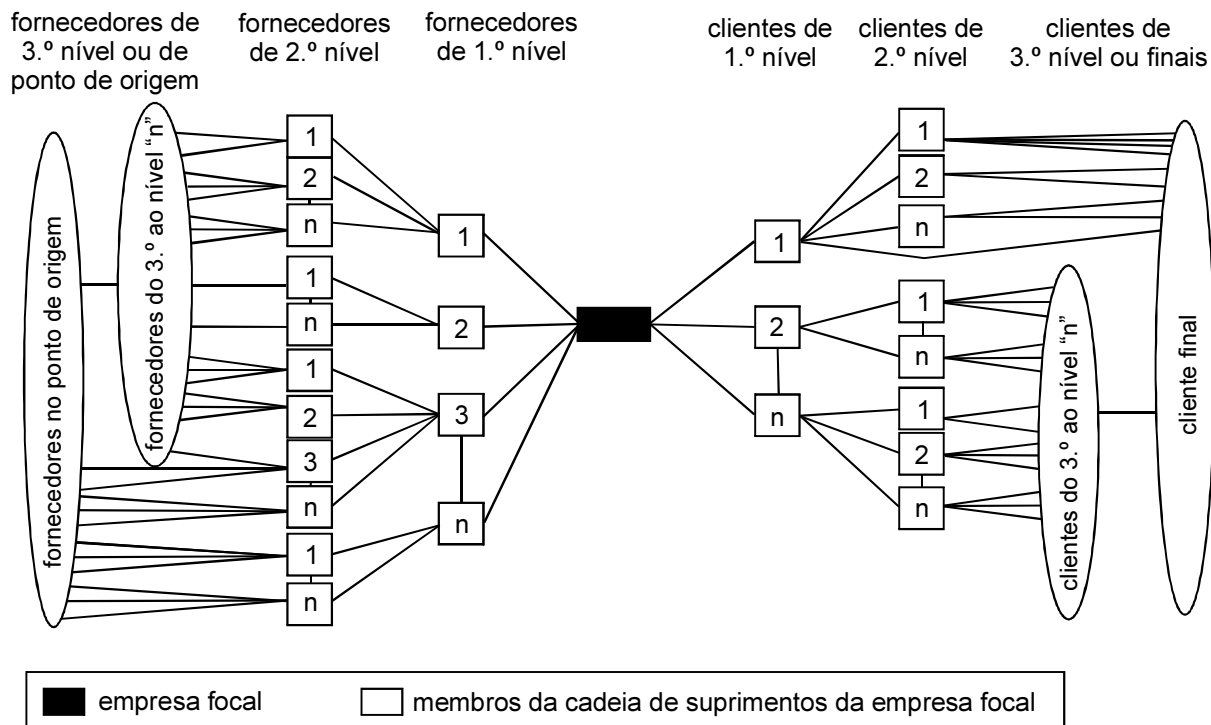 fornecedores de
3.º nível ou de
ponto de origem
fornecedores
de 2.º nível
fornecedores
de 1.º nível
clientes de
1.º nível
clientes de
2.º nível
clientes de
3.º nível ou finais
fornecedores no ponto de origem
fornecedores do 3.º ao nível “n”
1
2
n
1
n
1
2
3
n
1
n
1
2
3
n
1
2
n
1
2
n
1
n
1
2
n
clientes do 3.º ao nível “n”
cliente final
empresa focal
membros da cadeia de suprimentos da empresa focal